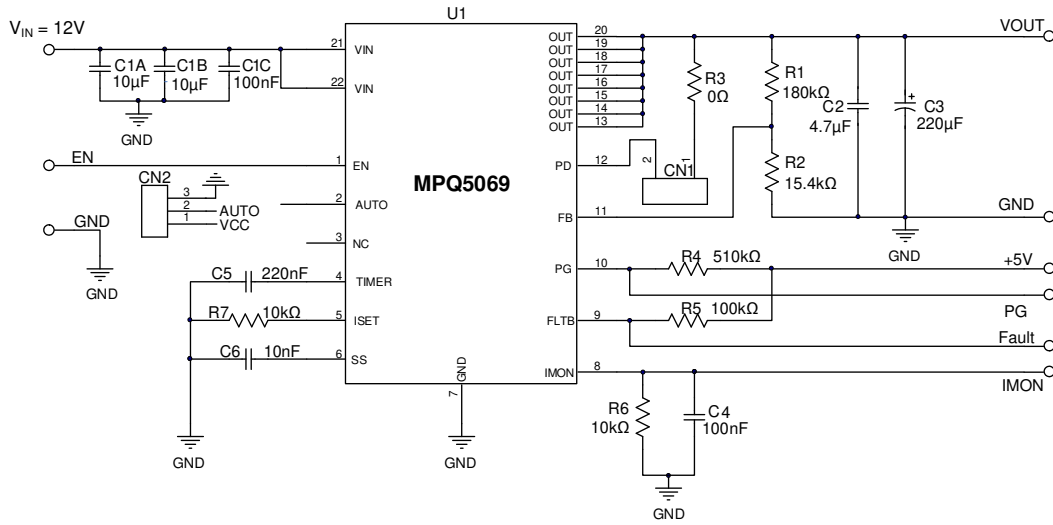 U1
V_IN = 12V
C1A
10µF
C1B
10µF
C1C
100nF
GND
21
VIN
22
VIN
EN
1
EN
CN2
3
2
1
AUTO
VCC
2
AUTO
GND
GND
3
NC
C5
220nF
4
TIMER
R7
10kΩ
5
ISET
C6
10nF
6
SS
GND
MPQ5069
GND
7
GND
OUT
20
OUT
19
OUT
18
OUT
17
OUT
16
OUT
15
OUT
14
OUT
13
VOUT
R3
0Ω
R1
180kΩ
C2
4.7µF
+
C3
220µF
PD
12
2
1
CN1
R2
15.4kΩ
FB
11
GND
GND
PG
10
R4
510kΩ
+5V
PG
FLTB
9
R5
100kΩ
Fault
IMON
8
IMON
R6
10kΩ
C4
100nF
GND